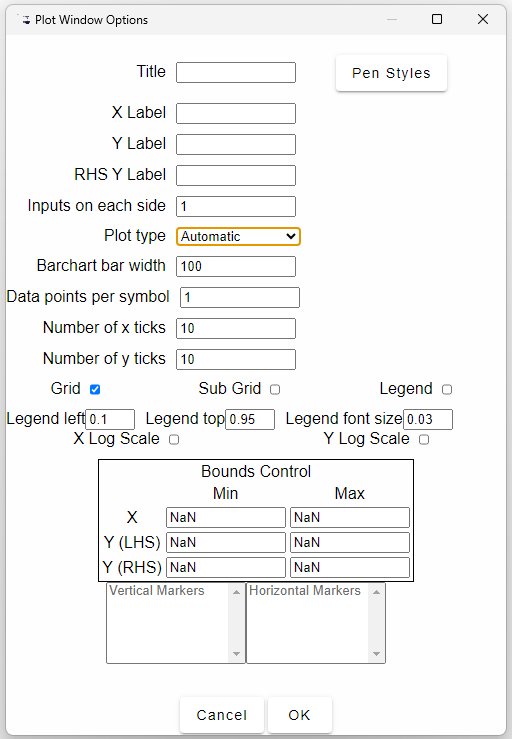 Plot Window Options
Title
Pen Styles
X Label
Y Label
RHS Y Label
Inputs on each side 1
Plot type Automatic
Barchart bar width 100
Data points per symbol 1
Number of x ticks 10
Number of y ticks 10
Grid Sub Grid Legend
Legend left 0.1 Legend top 0.95 Legend font size 0.03
X Log Scale Y Log Scale
Bounds Control
Min Max
X NaN NaN
Y (LHS) NaN NaN
Y (RHS) NaN NaN
Vertical Markers Horizontal Markers
Cancel OK